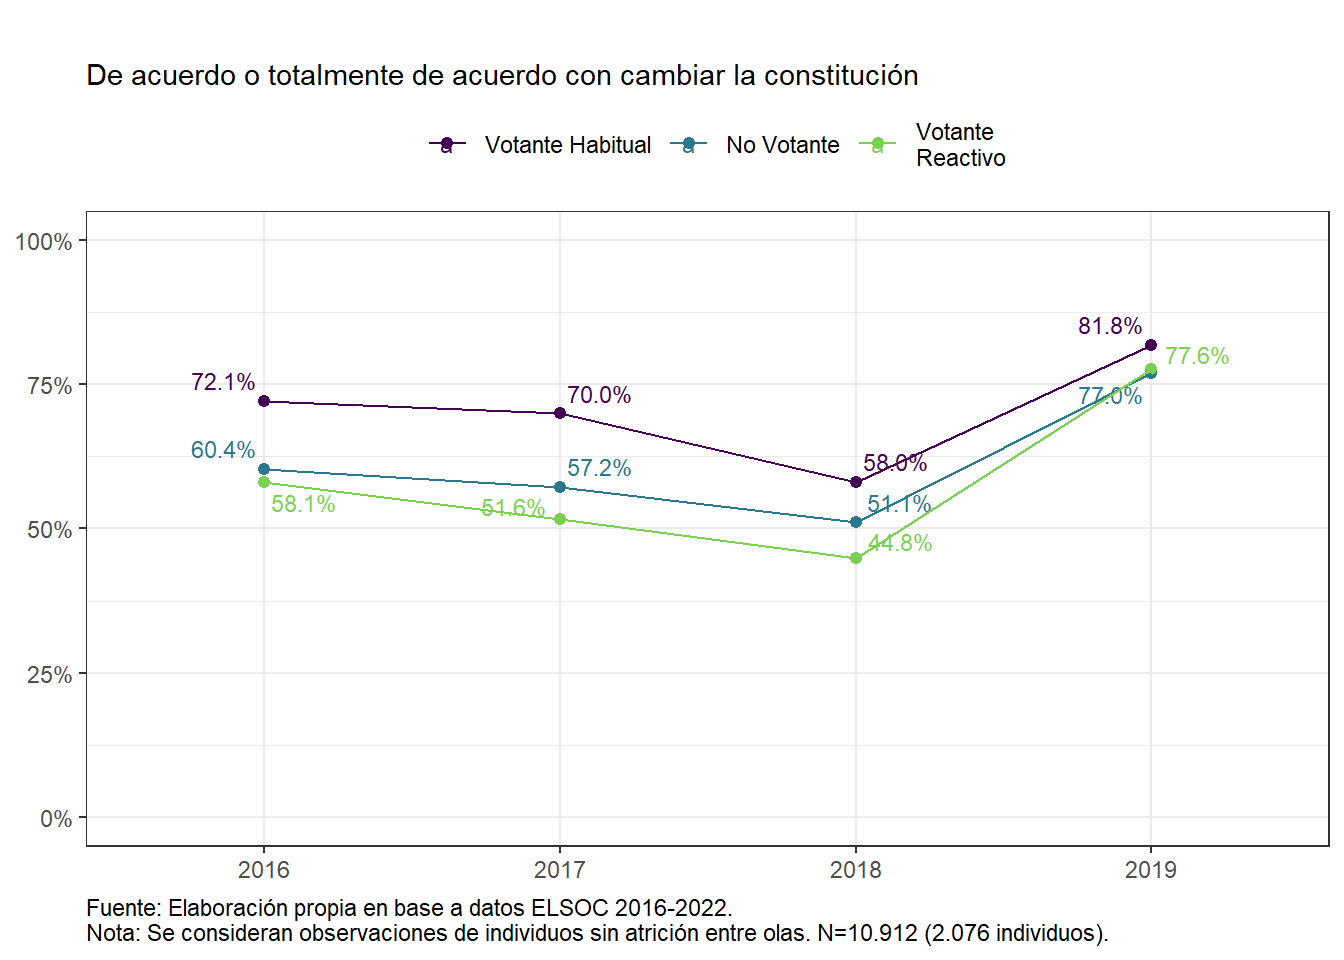 De acuerdo o totalmente de acuerdo con cambiar la constitución
a Votante Habitual a No Votante a Votante
Reactivo
100%
75%
50%
25%
0%
72.1%
60.4%
58.1%
70.0%
57.2%
51.6%
58.0%
51.1%
44.8%
81.8%
77.6%
77.0%
2016 2017 2018 2019
Fuente: Elaboración propia en base a datos ELSOC 2016-2022.
Nota: Se consideran observaciones de individuos sin atrición entre olas. N=10.912 (2.076 individuos).